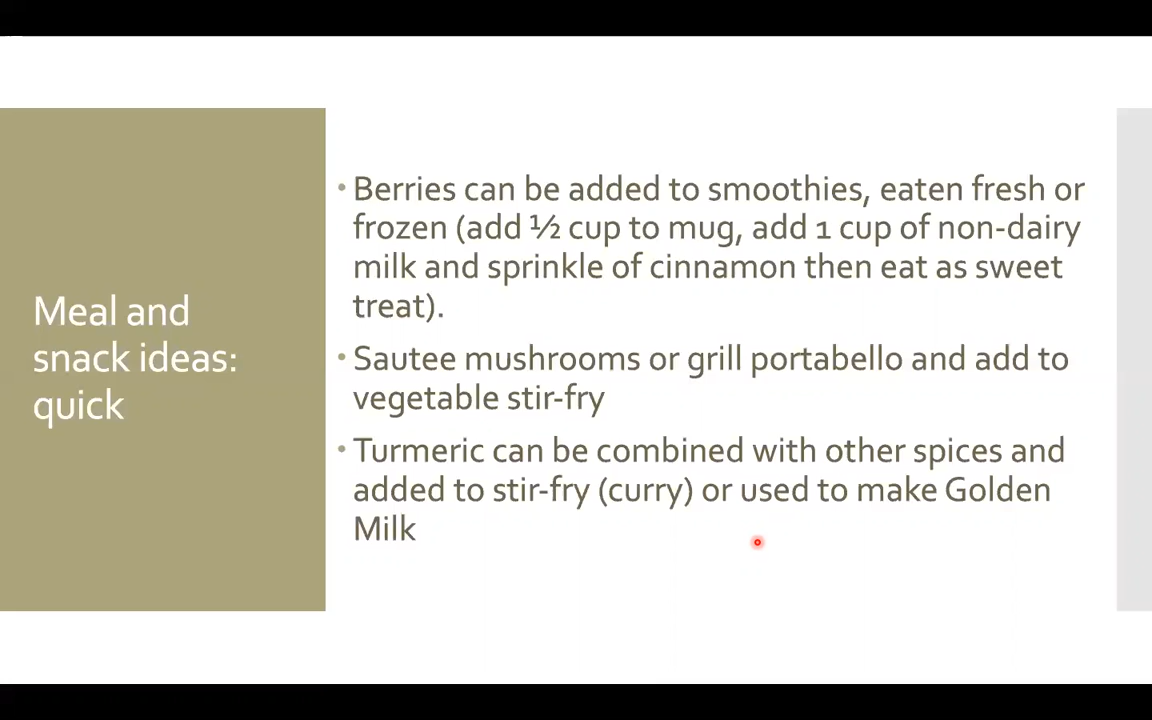 Meal and
snack ideas:
quick
• Berries can be added to smoothies, eaten fresh or
frozen (add ½ cup to mug, add 1 cup of non-dairy
milk and sprinkle of cinnamon then eat as sweet
treat).
• Sautee mushrooms or grill portabello and add to
vegetable stir-fry
• Turmeric can be combined with other spices and
added to stir-fry (curry) or used to make Golden
Milk